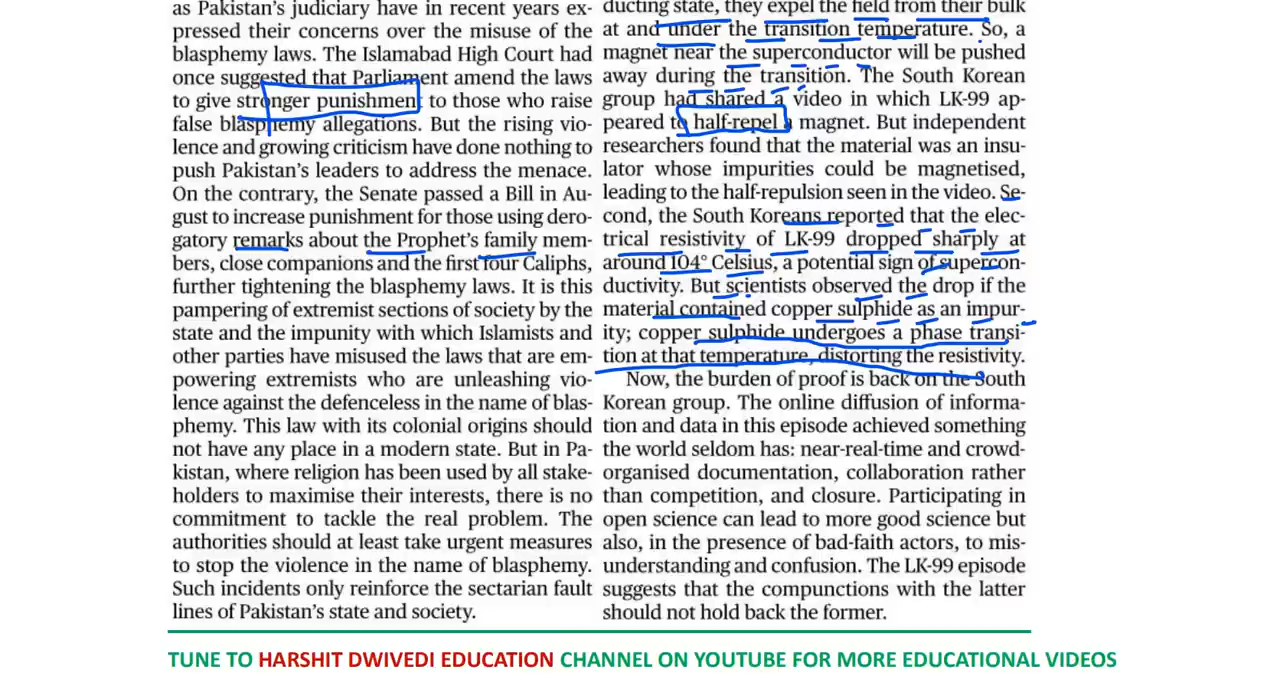 as Pakistan's judiciary have in recent years ex-
pressed their concerns over the misuse of the
blasphemy laws. The Islamabad High Court had
once suggested that Parliament amend the laws
to give stronger punishment to those who raise
false blasphemy allegations. But the rising vio-
lence and growing criticism have done nothing to
push Pakistan's leaders to address the menace.
On the contrary, the Senate passed a Bill in Au-
gust to increase punishment for those using dero-
gatory remarks about the Prophet's family mem-
bers, close companions and the first four Caliphs,
further tightening the blasphemy laws. It is this
pampering of extremist sections of society by the
state and the impunity with which Islamists and
other parties have misused the laws that are em-
powering extremists who are unleashing vio-
lence against the defenceless in the name of blas-
phemy. This law with its colonial origins should
not have any place in a modern state. But in Pa-
kistan, where religion has been used by all stake-
holders to maximise their interests, there is no
commitment to tackle the real problem. The
authorities should at least take urgent measures
to stop the violence in the name of blasphemy.
Such incidents only reinforce the sectarian fault
lines of Pakistan's state and society.
ducting state, they expel the field from their bulk
at and under the transition temperature. So, a
magnet near the superconductor will be pushed
away during the transition. The South Korean
group had shared a video in which LK-99 ap-
peared to half-repel a magnet. But independent
researchers found that the material was an insu-
lator whose impurities could be magnetised,
leading to the half-repulsion seen in the video. Se-
cond, the South Koreans reported that the elec-
trical resistivity of LK-99 dropped sharply at
around 104° Celsius, a potential sign of supercon-
ductivity. But scientists observed the drop if the
material contained copper sulphide as an impur-
ity; copper sulphide undergoes a phase transi-
tion at that temperature, distorting the resistivity.
Now, the burden of proof is back on the South
Korean group. The online diffusion of informa-
tion and data in this episode achieved something
the world seldom has: near-real-time and crowd-
organised documentation, collaboration rather
than competition, and closure. Participating in
open science can lead to more good science but
also, in the presence of bad-faith actors, to mis-
understanding and confusion. The LK-99 episode
suggests that the compunctions with the latter
should not hold back the former.
TUNE TO HARSHIT DWIVEDI EDUCATION CHANNEL ON YOUTUBE FOR MORE EDUCATIONAL VIDEOS